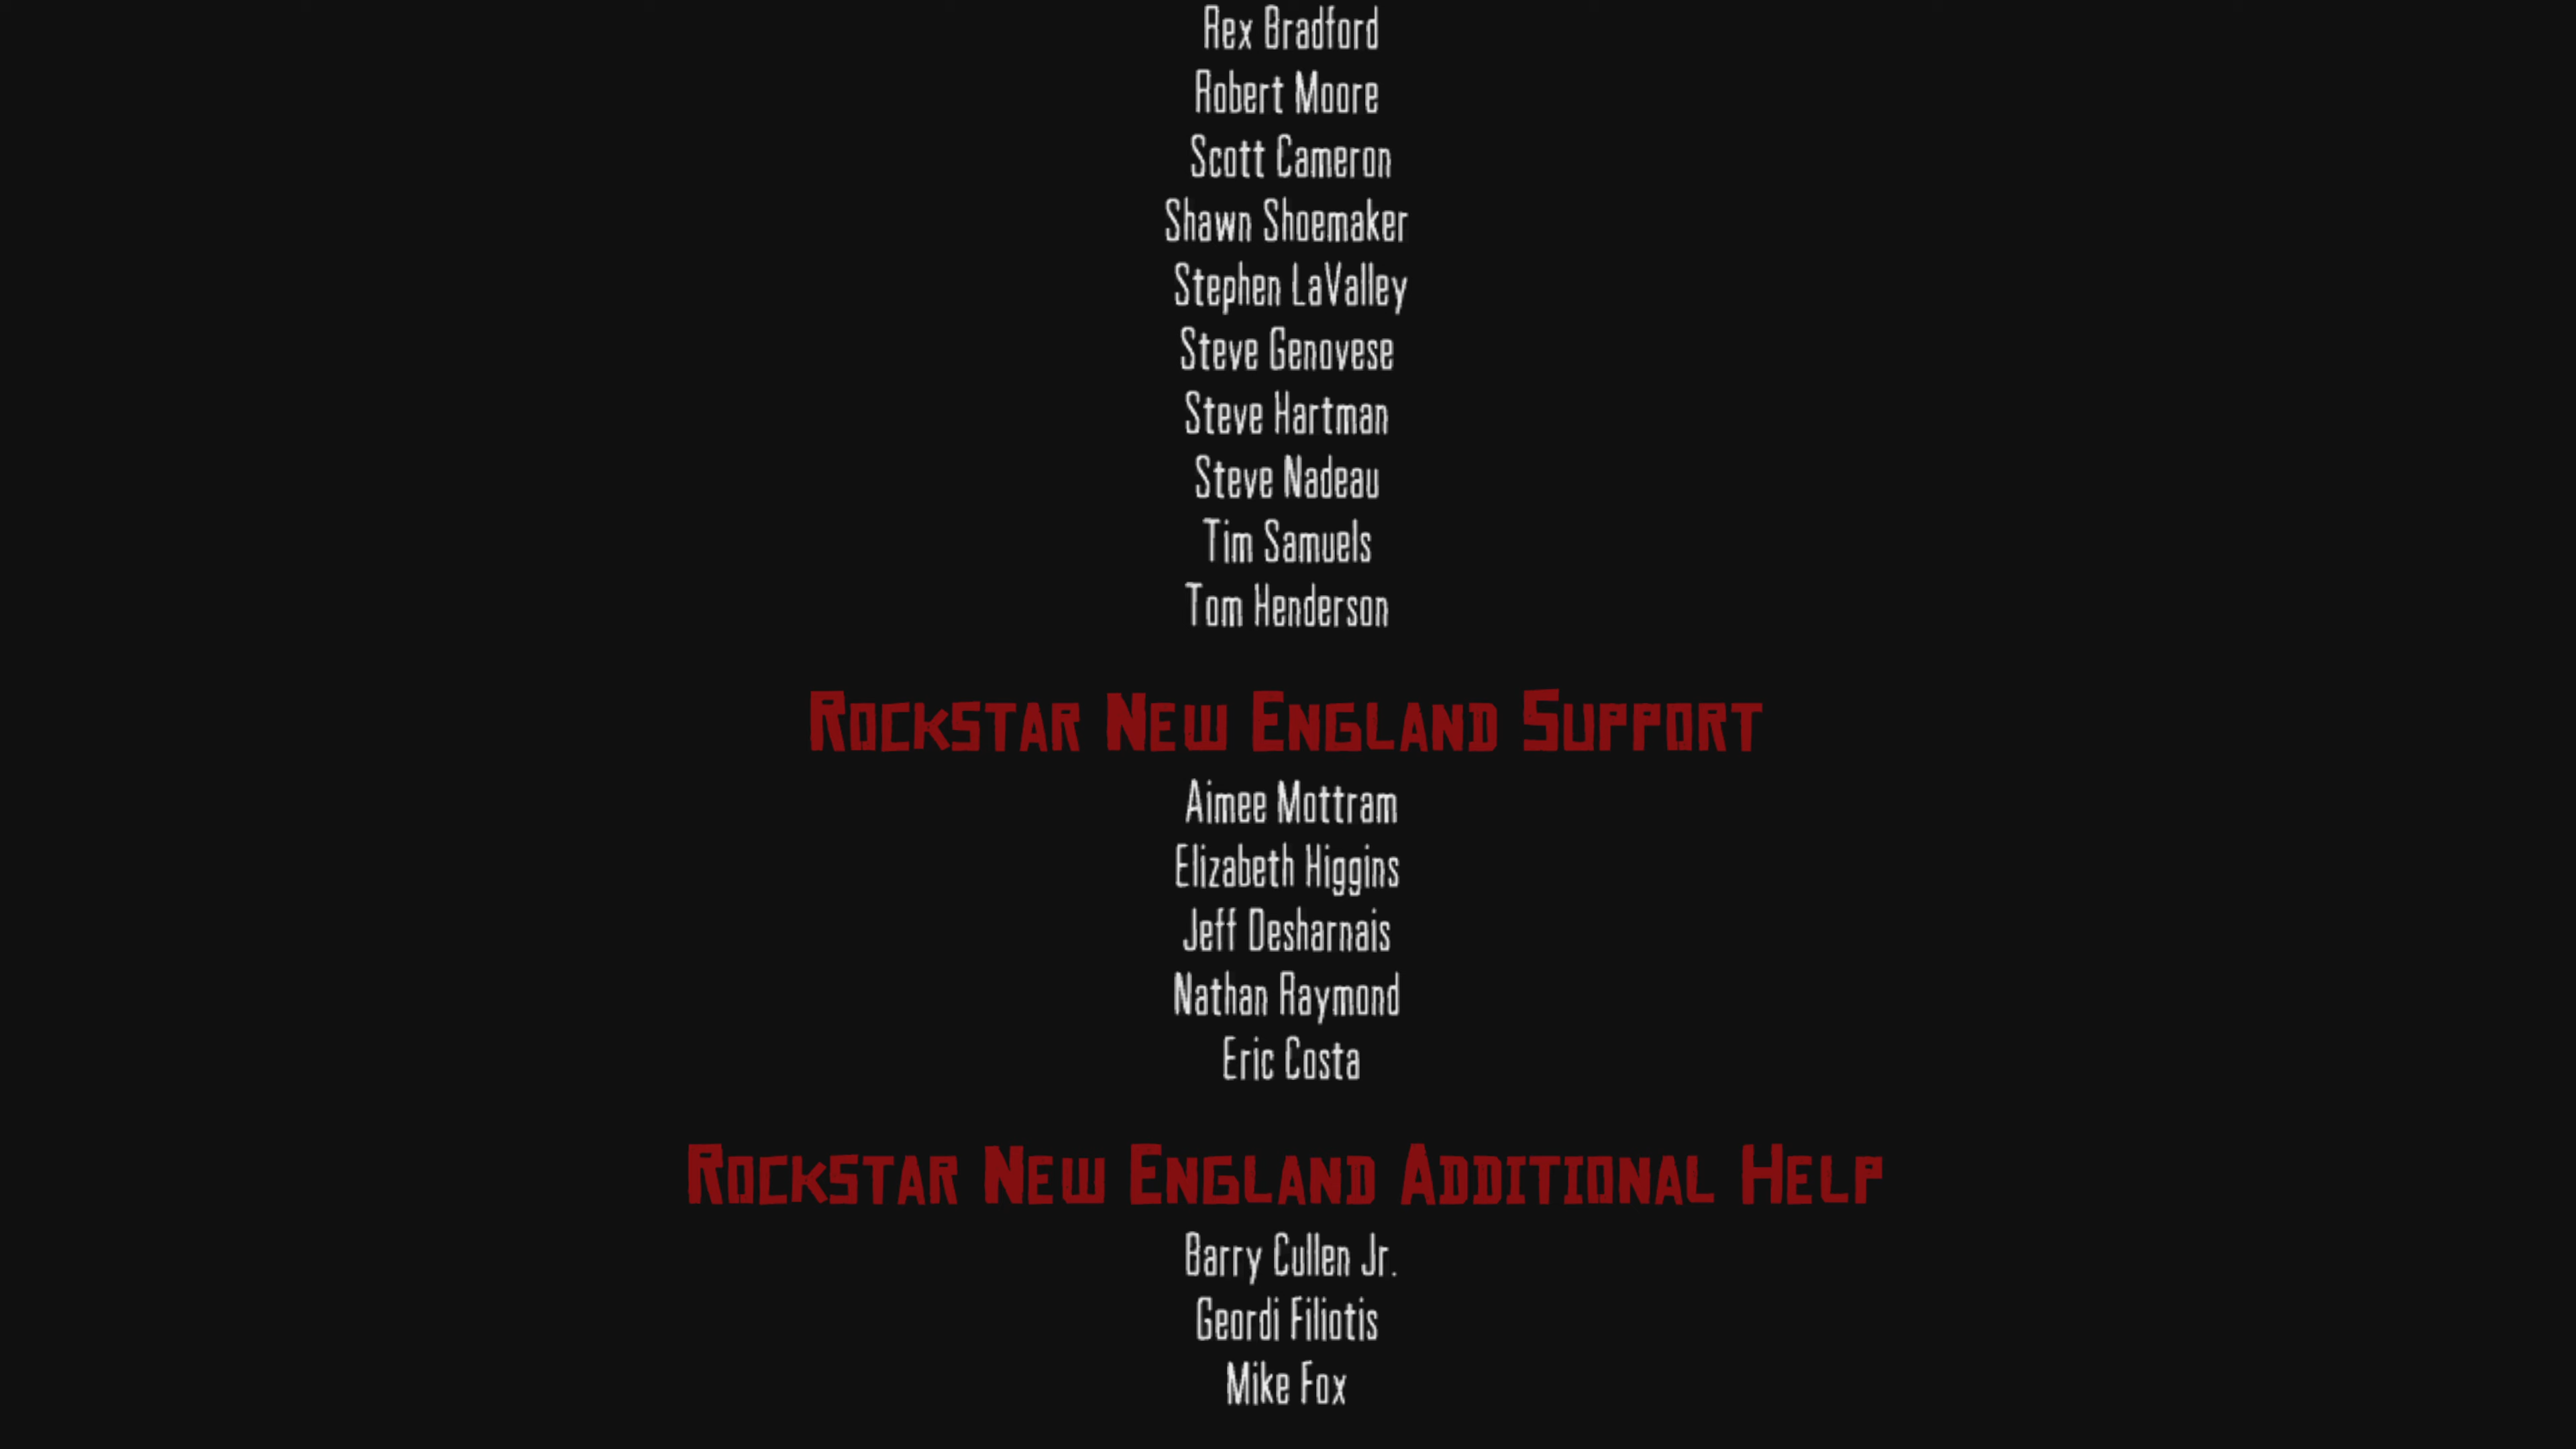 Rex Bradford
Robert Moore
Scott Cameron
Shawn Shoemaker
Stephen LaValley
Steve Genovese
Steve Hartman
Steve Nadeau
Tim Samuels
Tom Henderson
Rockstar New England Support
Aimee Mottram
Elizabeth Higgins
Jeff Desharnais
Nathan Raymond
Eric Costa
Rockstar New England Additional Help
Barry Cullen Jr.
Geordi Filiotis
Mike Fox